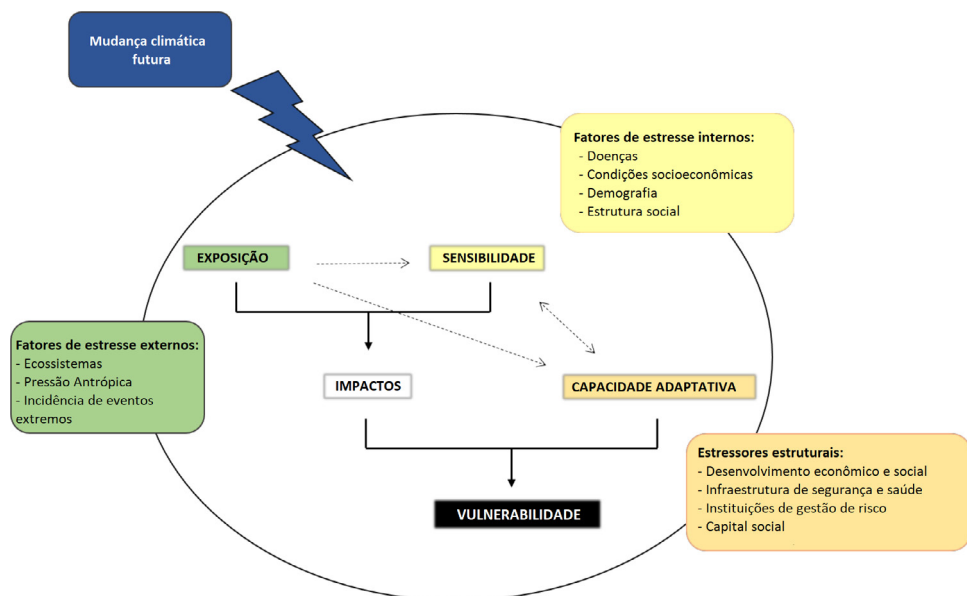 Mudança climática
futura
Fatores de estresse internos:
- Doenças
- Condições socioeconômicas
- Demografia
- Estrutura social
EXPOSIÇÃO
SENSIBILIDADE
Fatores de estresse externos:
- Ecossistemas
- Pressão Antrópica
- Incidência de eventos
extremos
IMPACTOS
CAPACIDADE ADAPTATIVA
Estressores estruturais:
- Desenvolvimento econômico e social
- Infraestrutura de segurança e saúde
- Instituições de gestão de risco
- Capital social
VULNERABILIDADE